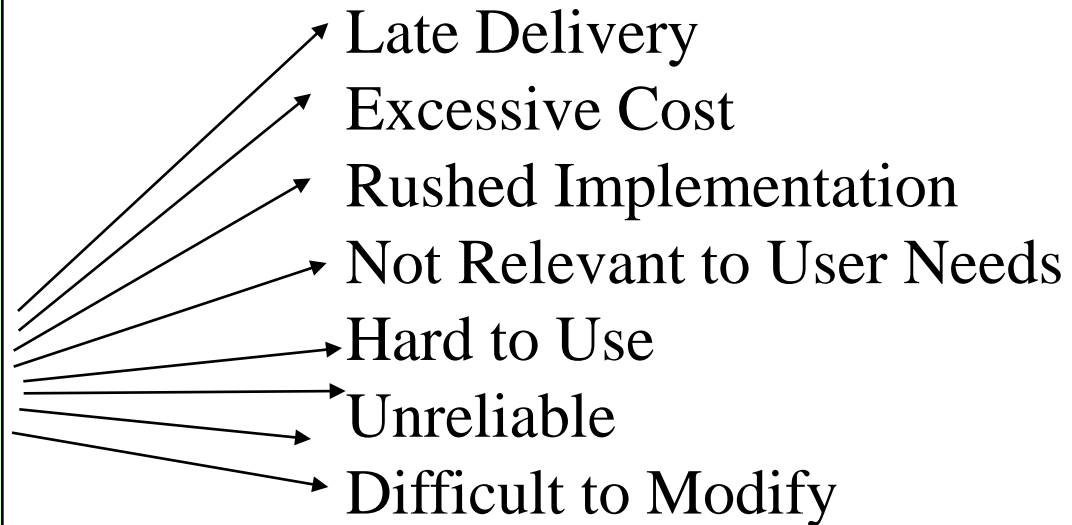 Late Delivery
Excessive Cost
Rushed Implementation
Not Relevant to User Needs
Hard to Use
Unreliable
Difficult to Modify